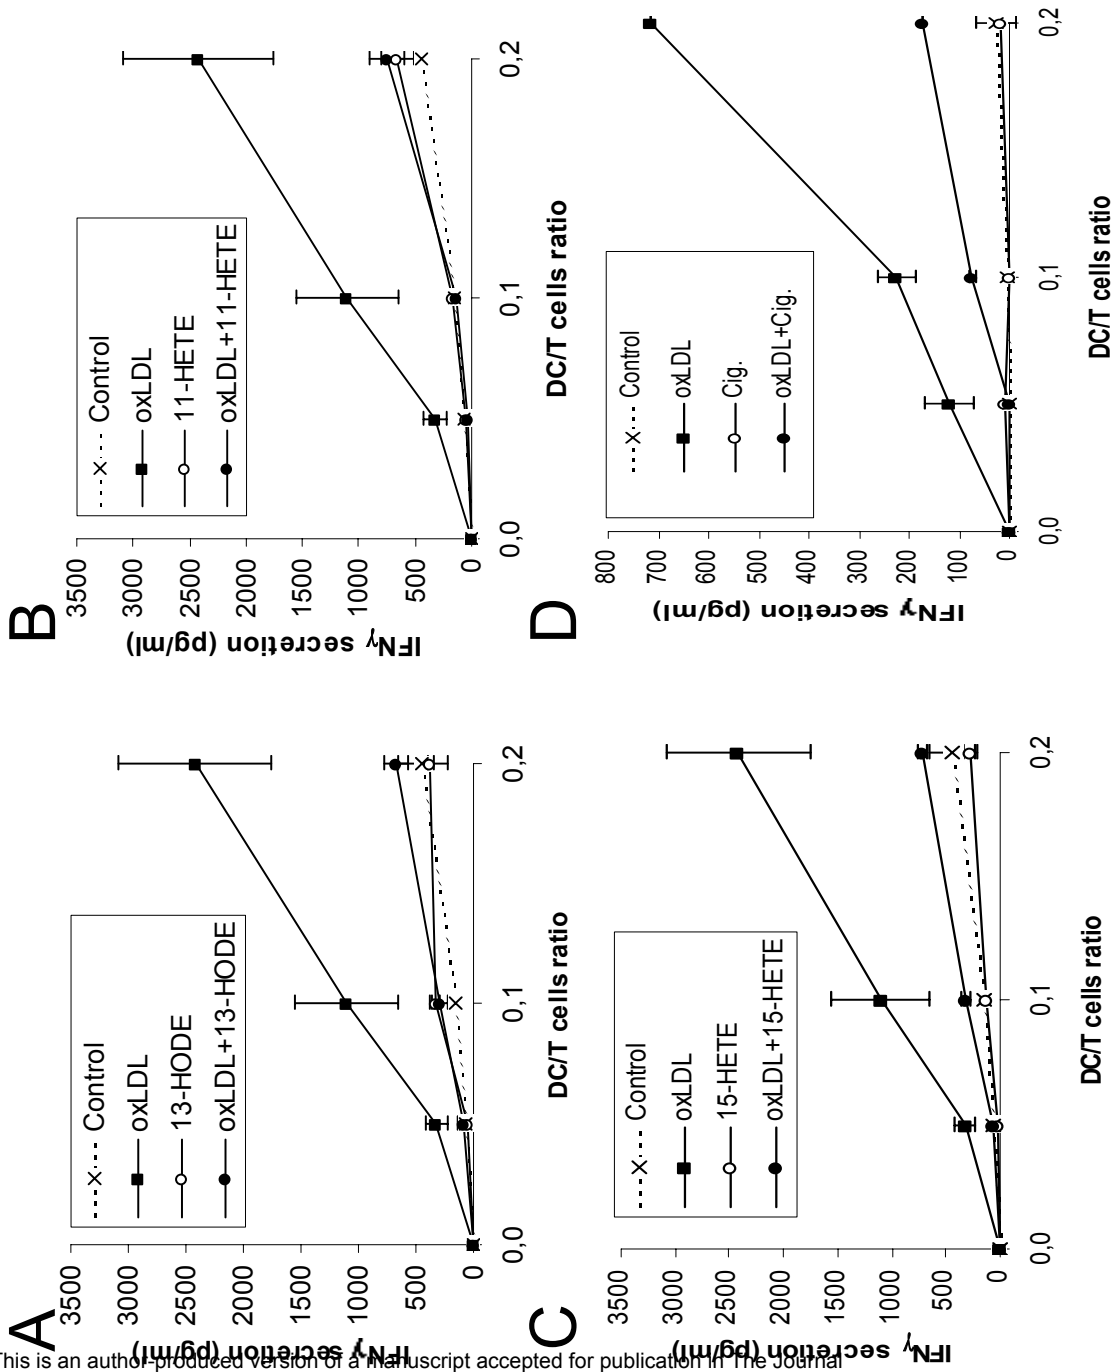 A
IFNγ secretion (pg/ml)
3500
3000
2500
2000
1500
1000
500
0
Control
oxLDL
13-HODE
oxLDL+13-HODE
0,0
0,1
0,2
DC/T cells ratio
B
IFNγ secretion (pg/ml)
3500
3000
2500
2000
1500
1000
500
0
Control
oxLDL
11-HETE
oxLDL+11-HETE
0,0
0,1
0,2
DC/T cells ratio
C
IFNγ secretion (pg/ml)
3500
3000
2500
2000
1500
1000
500
0
Control
oxLDL
15-HETE
oxLDL+15-HETE
0,0
0,1
0,2
DC/T cells ratio
D
IFNγ secretion (pg/ml)
800
700
600
500
400
300
200
100
0
Control
oxLDL
Cig.
oxLDL+Cig.
0,0
0,1
0,2
DC/T cells ratio
This is an author-produced version of a manuscript accepted for publication in The Journal